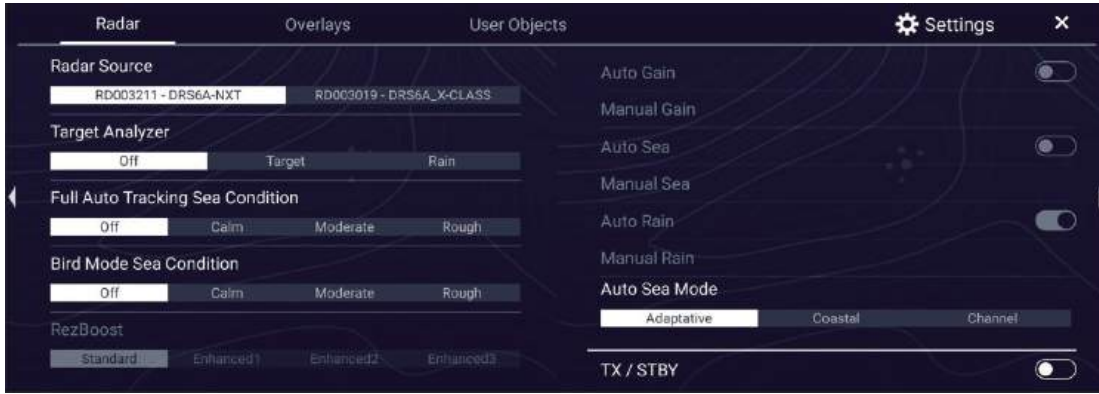 Radar Overlays User Objects Settings
Radar Source
RD003211 - DRS6A-NXT RD003019 - DRS6A_X-CLASS
Target Analyzer
Off Target Rain
Full Auto Tracking Sea Condition
Off Calm Moderate Rough
Bird Mode Sea Condition
Off Calm Moderate Rough
RezBoost
Standard Enhanced1 Enhanced2 Enhanced3
Auto Gain
Manual Gain
Auto Sea
Manual Sea
Auto Rain
Manual Rain
Auto Sea Mode
Adaptative Coastal Channel
TX / STBY